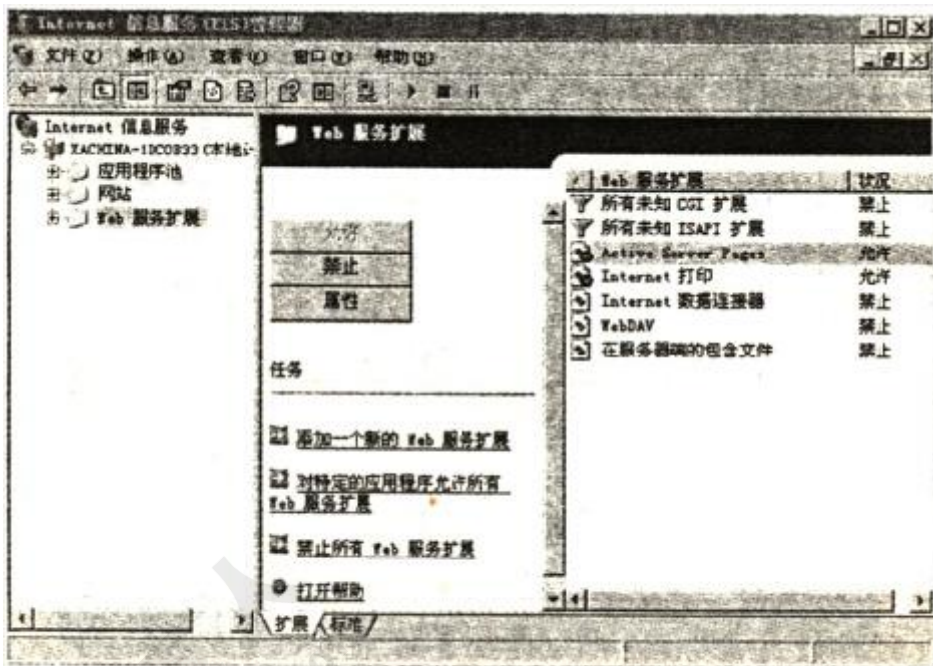 Internet 信息服务(IIS)管理器
文件(F) 操作(A) 查看(V) 窗口(W) 帮助(H)
Internet 信息服务
应用程序池
网站
Web 服务扩展
Web 服务扩展
允许
禁止
属性
任务
添加一个新的 Web 服务扩展
对特定的应用程序允许所有
Web 服务扩展
禁止所有 Web 服务扩展
打开帮助
Web 服务扩展 状况
所有未知 CGI 扩展 禁止
所有未知 ISAPI 扩展 禁止
Active Server Pages 允许
Internet 打印 允许
Internet 数据连接器 禁止
WebDAV 禁止
在服务器端的包含文件 禁止
扩展 标准